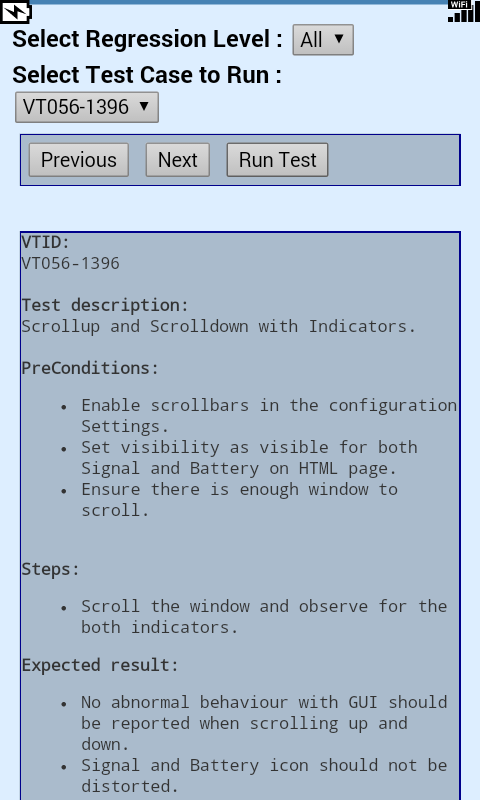 WiFi
Select Regression Level :
All
Select Test Case to Run :
VT056-1396
Previous
Next
Run Test
VTID:
VT056-1396
Test description:
Scrollup and Scrolldown with Indicators.
PreConditions:
• Enable scrollbars in the configuration
Settings.
• Set visibility as visible for both
Signal and Battery on HTML page.
• Ensure there is enough window to
scroll.
Steps:
• Scroll the window and observe for the
both indicators.
Expected result:
• No abnormal behaviour with GUI should
be reported when scrolling up and
down.
• Signal and Battery icon should not be
distorted.